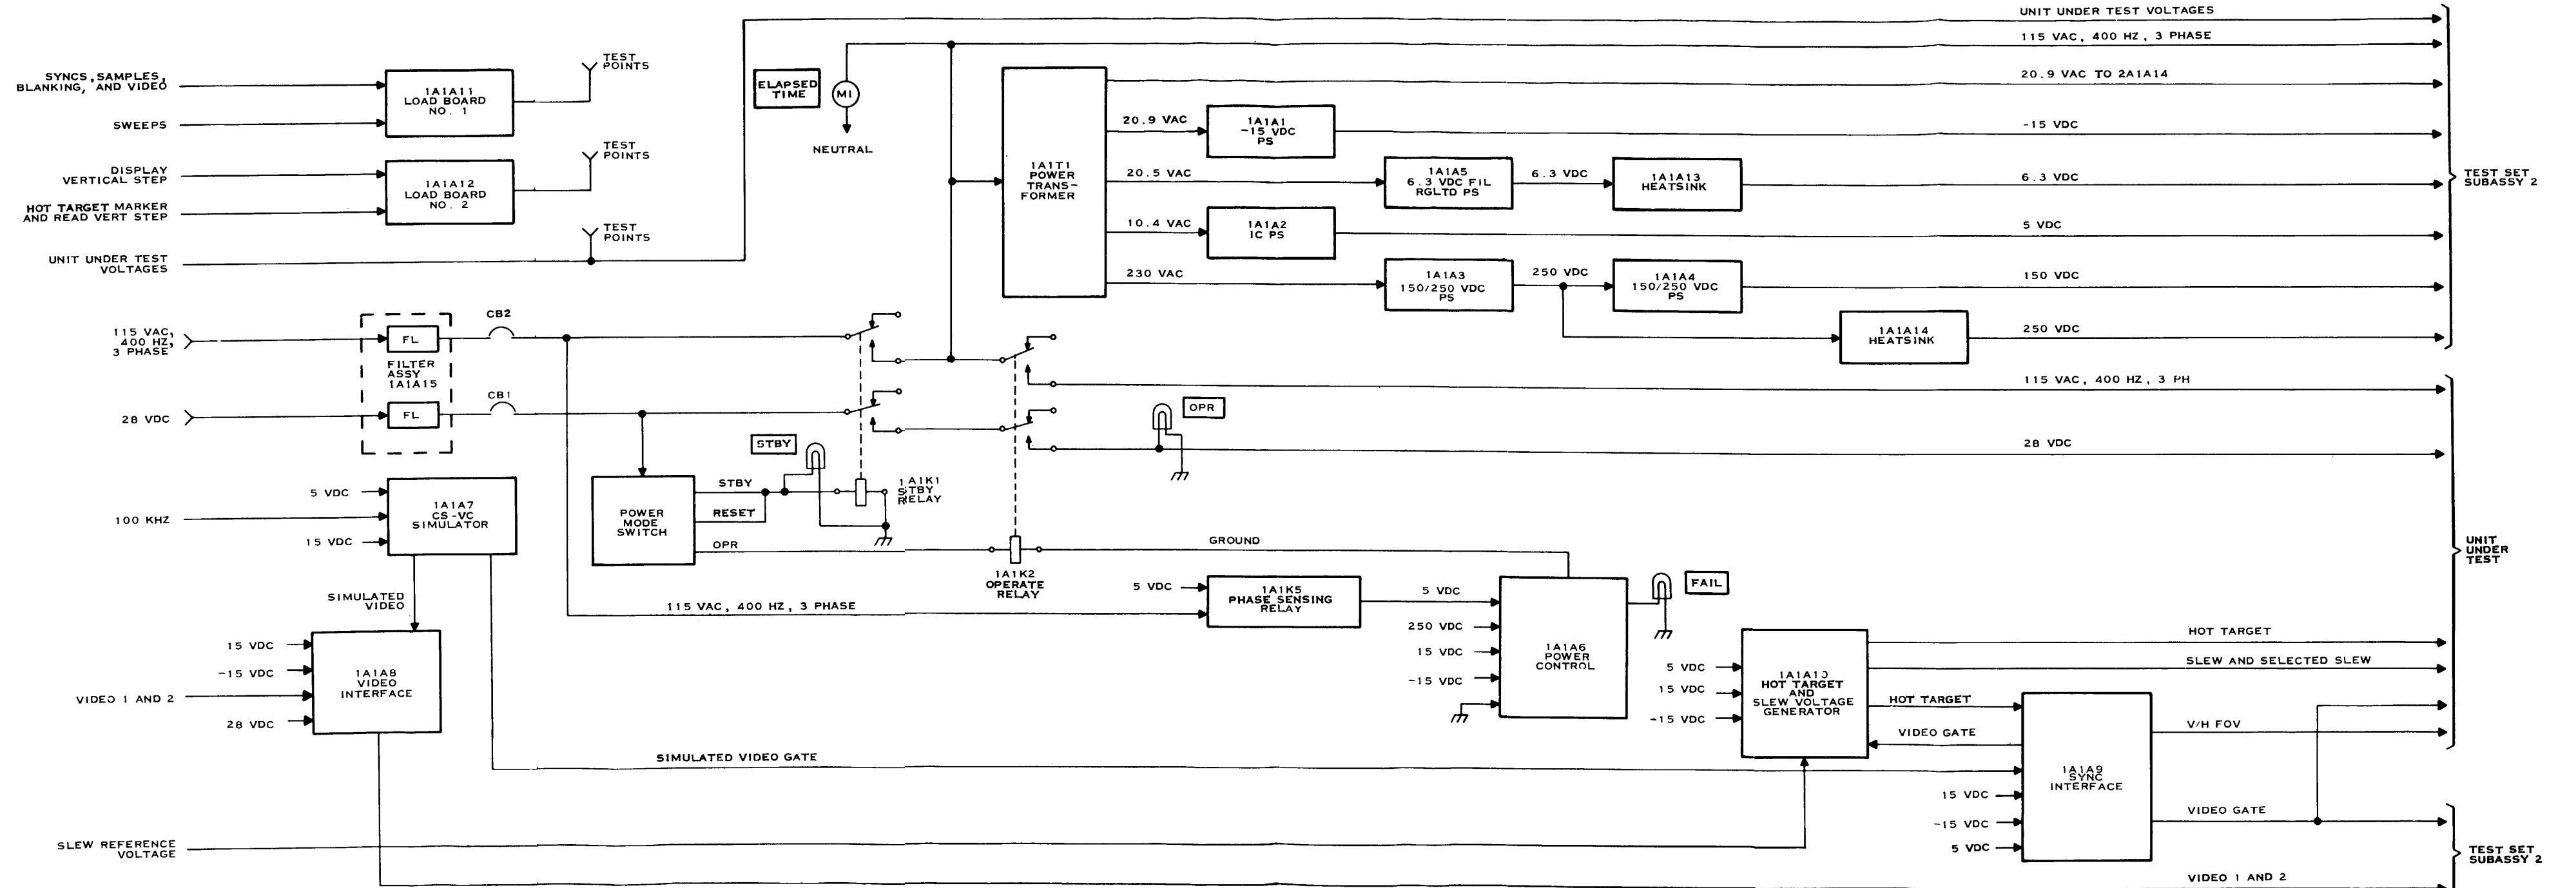 UNIT UNDER TEST VOLTAGES
115 VAC, 400 HZ, 3 PHASE
20.9 VAC TO 2A1A14
-15 VDC
6.3 VDC
5 VDC
150 VDC
250 VDC
TEST SET
SUBASSY 2
SYNCS, SAMPLES,
BLANKING, AND VIDEO
SWEEPS
1A1A11
LOAD BOARD
NO. 1
TEST
POINTS
DISPLAY
VERTICAL STEP
HOT TARGET MARKER
AND READ VERT STEP
1A1A12
LOAD BOARD
NO. 2
TEST
POINTS
UNIT UNDER TEST
VOLTAGES
TEST
POINTS
ELAPSED
TIME
M1
NEUTRAL
1A1T1
POWER
TRANS-
FORMER
20.9 VAC
1A1A1
-15 VDC
PS
20.5 VAC
1A1A5
6.3 VDC FIL
RGLTD PS
6.3 VDC
1A1A13
HEATSINK
10.4 VAC
1A1A2
IC PS
230 VAC
1A1A3
150/250 VDC
PS
250 VDC
1A1A4
150/250 VDC
PS
1A1A14
HEATSINK
115 VAC,
400 HZ,
3 PHASE
FL
FILTER
ASSY
1A1A15
FL
CB2
CB1
28 VDC
115 VAC, 400 HZ, 3 PH
OPR
28 VDC
STBY
POWER
MODE
SWITCH
STBY
RESET
OPR
1A1K1
STBY
RELAY
1A1K2
OPERATE
RELAY
GROUND
5 VDC
100 KHZ
15 VDC
1A1A7
CS-VC
SIMULATOR
SIMULATED
VIDEO
115 VAC, 400 HZ, 3 PHASE
5 VDC
1A1K5
PHASE SENSING
RELAY
5 VDC
250 VDC
15 VDC
-15 VDC
1A1A6
POWER
CONTROL
FAIL
UNIT
UNDER
TEST
15 VDC
-15 VDC
VIDEO 1 AND 2
28 VDC
1A1A8
VIDEO
INTERFACE
5 VDC
15 VDC
-15 VDC
1A1A10
HOT TARGET
AND
SLEW VOLTAGE
GENERATOR
HOT TARGET
SLEW AND SELECTED SLEW
HOT TARGET
VIDEO GATE
V/H FOV
SIMULATED VIDEO GATE
1A1A9
SYNC
INTERFACE
15 VDC
-15 VDC
5 VDC
VIDEO GATE
SLEW REFERENCE
VOLTAGE
VIDEO 1 AND 2
TEST SET
SUBASSY 2